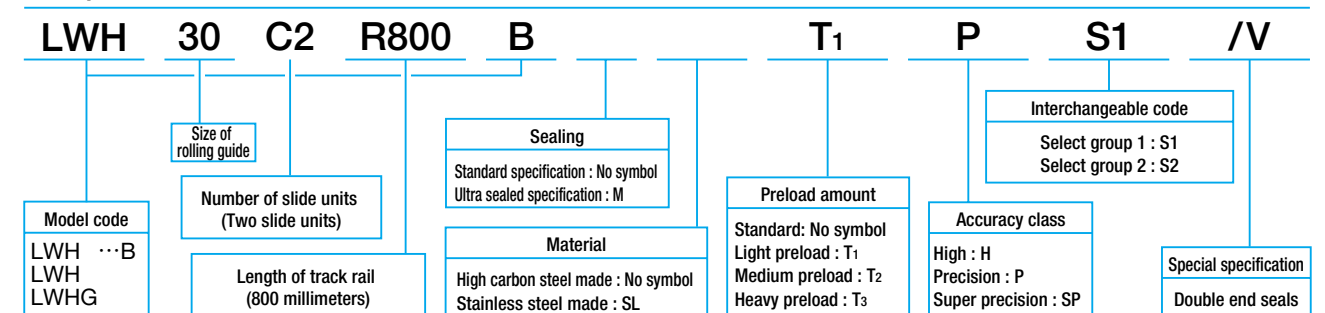 LWH 30 C2 R800 B T1 P S1 /V
Interchangeable code
Select group 1 : S1
Select group 2 : S2
Size of
rolling guide
Sealing
Standard specification : No symbol
Ultra sealed specification : M
Number of slide units
(Two slide units)
Preload amount
Standard: No symbol
Light preload : T1
Medium preload : T2
Heavy preload : T3
Model code
LWH …B
LWH
LWHG
Accuracy class
High : H
Precision : P
Super precision : SP
Material
High carbon steel made : No symbol
Stainless steel made : SL
Length of track rail
(800 millimeters)
Special specification
Double end seals